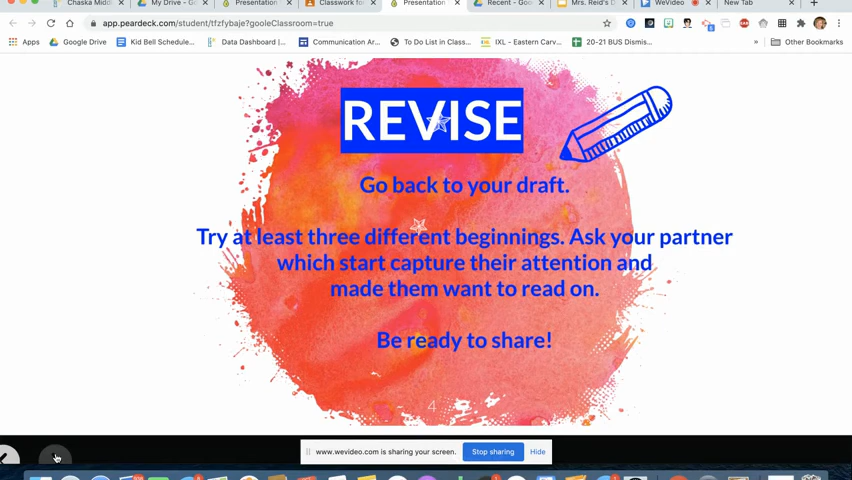 Chaska Middl
My Drive - G
Presentation
Classwork fo
Presentation
Recent - Goo
Mrs. Reid's D
WeVideo
New Tab
app.peardeck.com/student/tfzfybaje?gooleClassroom=true
Apps
Google Drive
Kid Bell Schedul...
Data Dashboard |...
Communication Ar...
To Do List in Class...
IXL - Eastern Carv...
20-21 BUS Dismis...
Other Bookmarks
REVISE
Go back to your draft.
Try at least three different beginnings. Ask your partner
which start capture their attention and
made them want to read on.
Be ready to share!
4
www.wevideo.com is sharing your screen.
Stop sharing
Hide